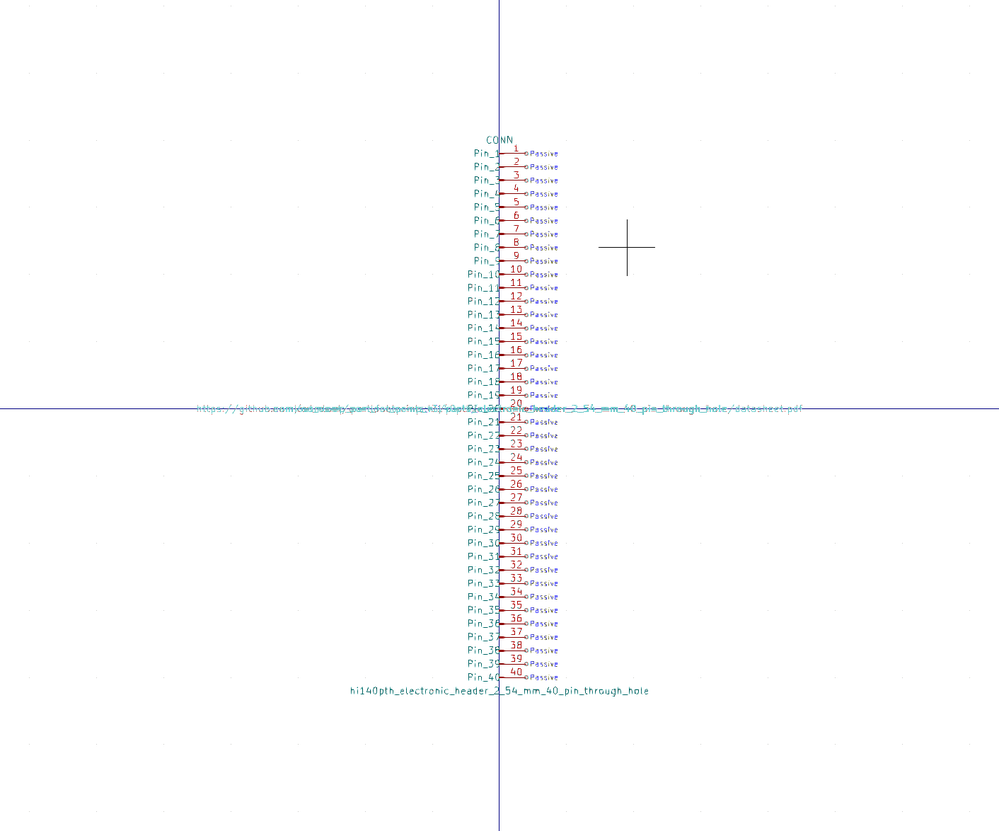 CONN
Pin_1 1 Passive
Pin_2 2 Passive
Pin_3 3 Passive
Pin_4 4 Passive
Pin_5 5 Passive
Pin_6 6 Passive
Pin_7 7 Passive
Pin_8 8 Passive
Pin_9 9 Passive
Pin_10 10 Passive
Pin_11 11 Passive
Pin_12 12 Passive
Pin_13 13 Passive
Pin_14 14 Passive
Pin_15 15 Passive
Pin_16 16 Passive
Pin_17 17 Passive
Pin_18 18 Passive
Pin_19 19 Passive
20
Pin_21 21 Passive
Pin_22 22 Passive
Pin_23 23 Passive
Pin_24 24 Passive
Pin_25 25 Passive
Pin_26 26 Passive
Pin_27 27 Passive
Pin_28 28 Passive
Pin_29 29 Passive
Pin_30 30 Passive
Pin_31 31 Passive
Pin_32 32 Passive
Pin_33 33 Passive
Pin_34 34 Passive
Pin_35 35 Passive
Pin_36 36 Passive
Pin_37 37 Passive
Pin_38 38 Passive
Pin_39 39 Passive
Pin_40 40 Passive
hi140pth_electronic_header_2_54_mm_40_pin_through_hole